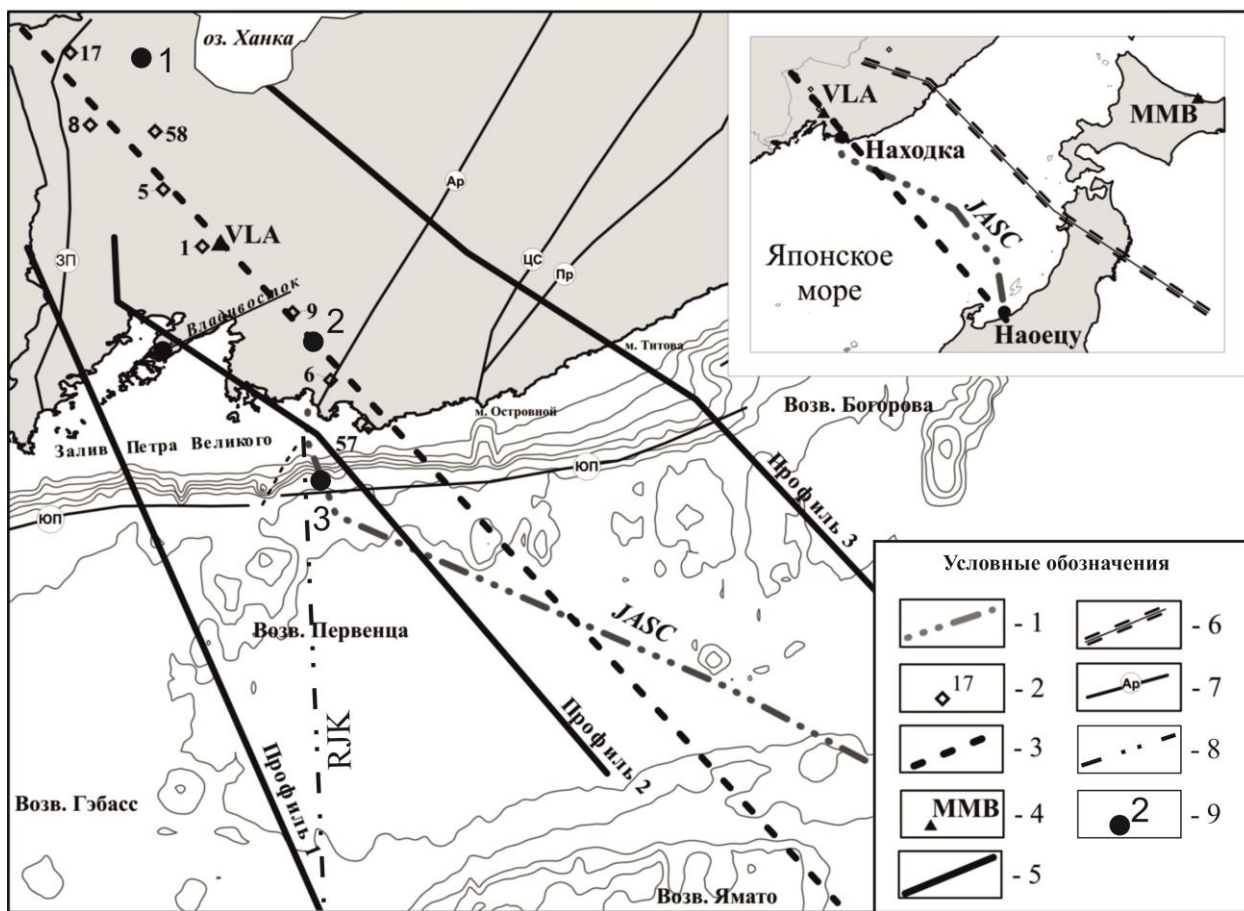 оз. Ханка
17
1
8
58
5
1
VLA
Ар
ЦС
Пр
ЗП
Владивосток
9
2
6
м. Титова
м. Островной
Залив Петра Великого
57
ЮП
ЮП
3
Возв. Богорова
Профиль 3
Возв. Первенца
JASC
RJK
Профиль 1
Профиль 2
Возв. Гэбасс
Возв. Ямато
VLA
MMB
Находка
JASC
Японское
море
Наоецу
Условные обозначения
- 1
- 6
17 - 2
Ар - 7
- 3
- 8
MMB - 4
2 - 9
- 5